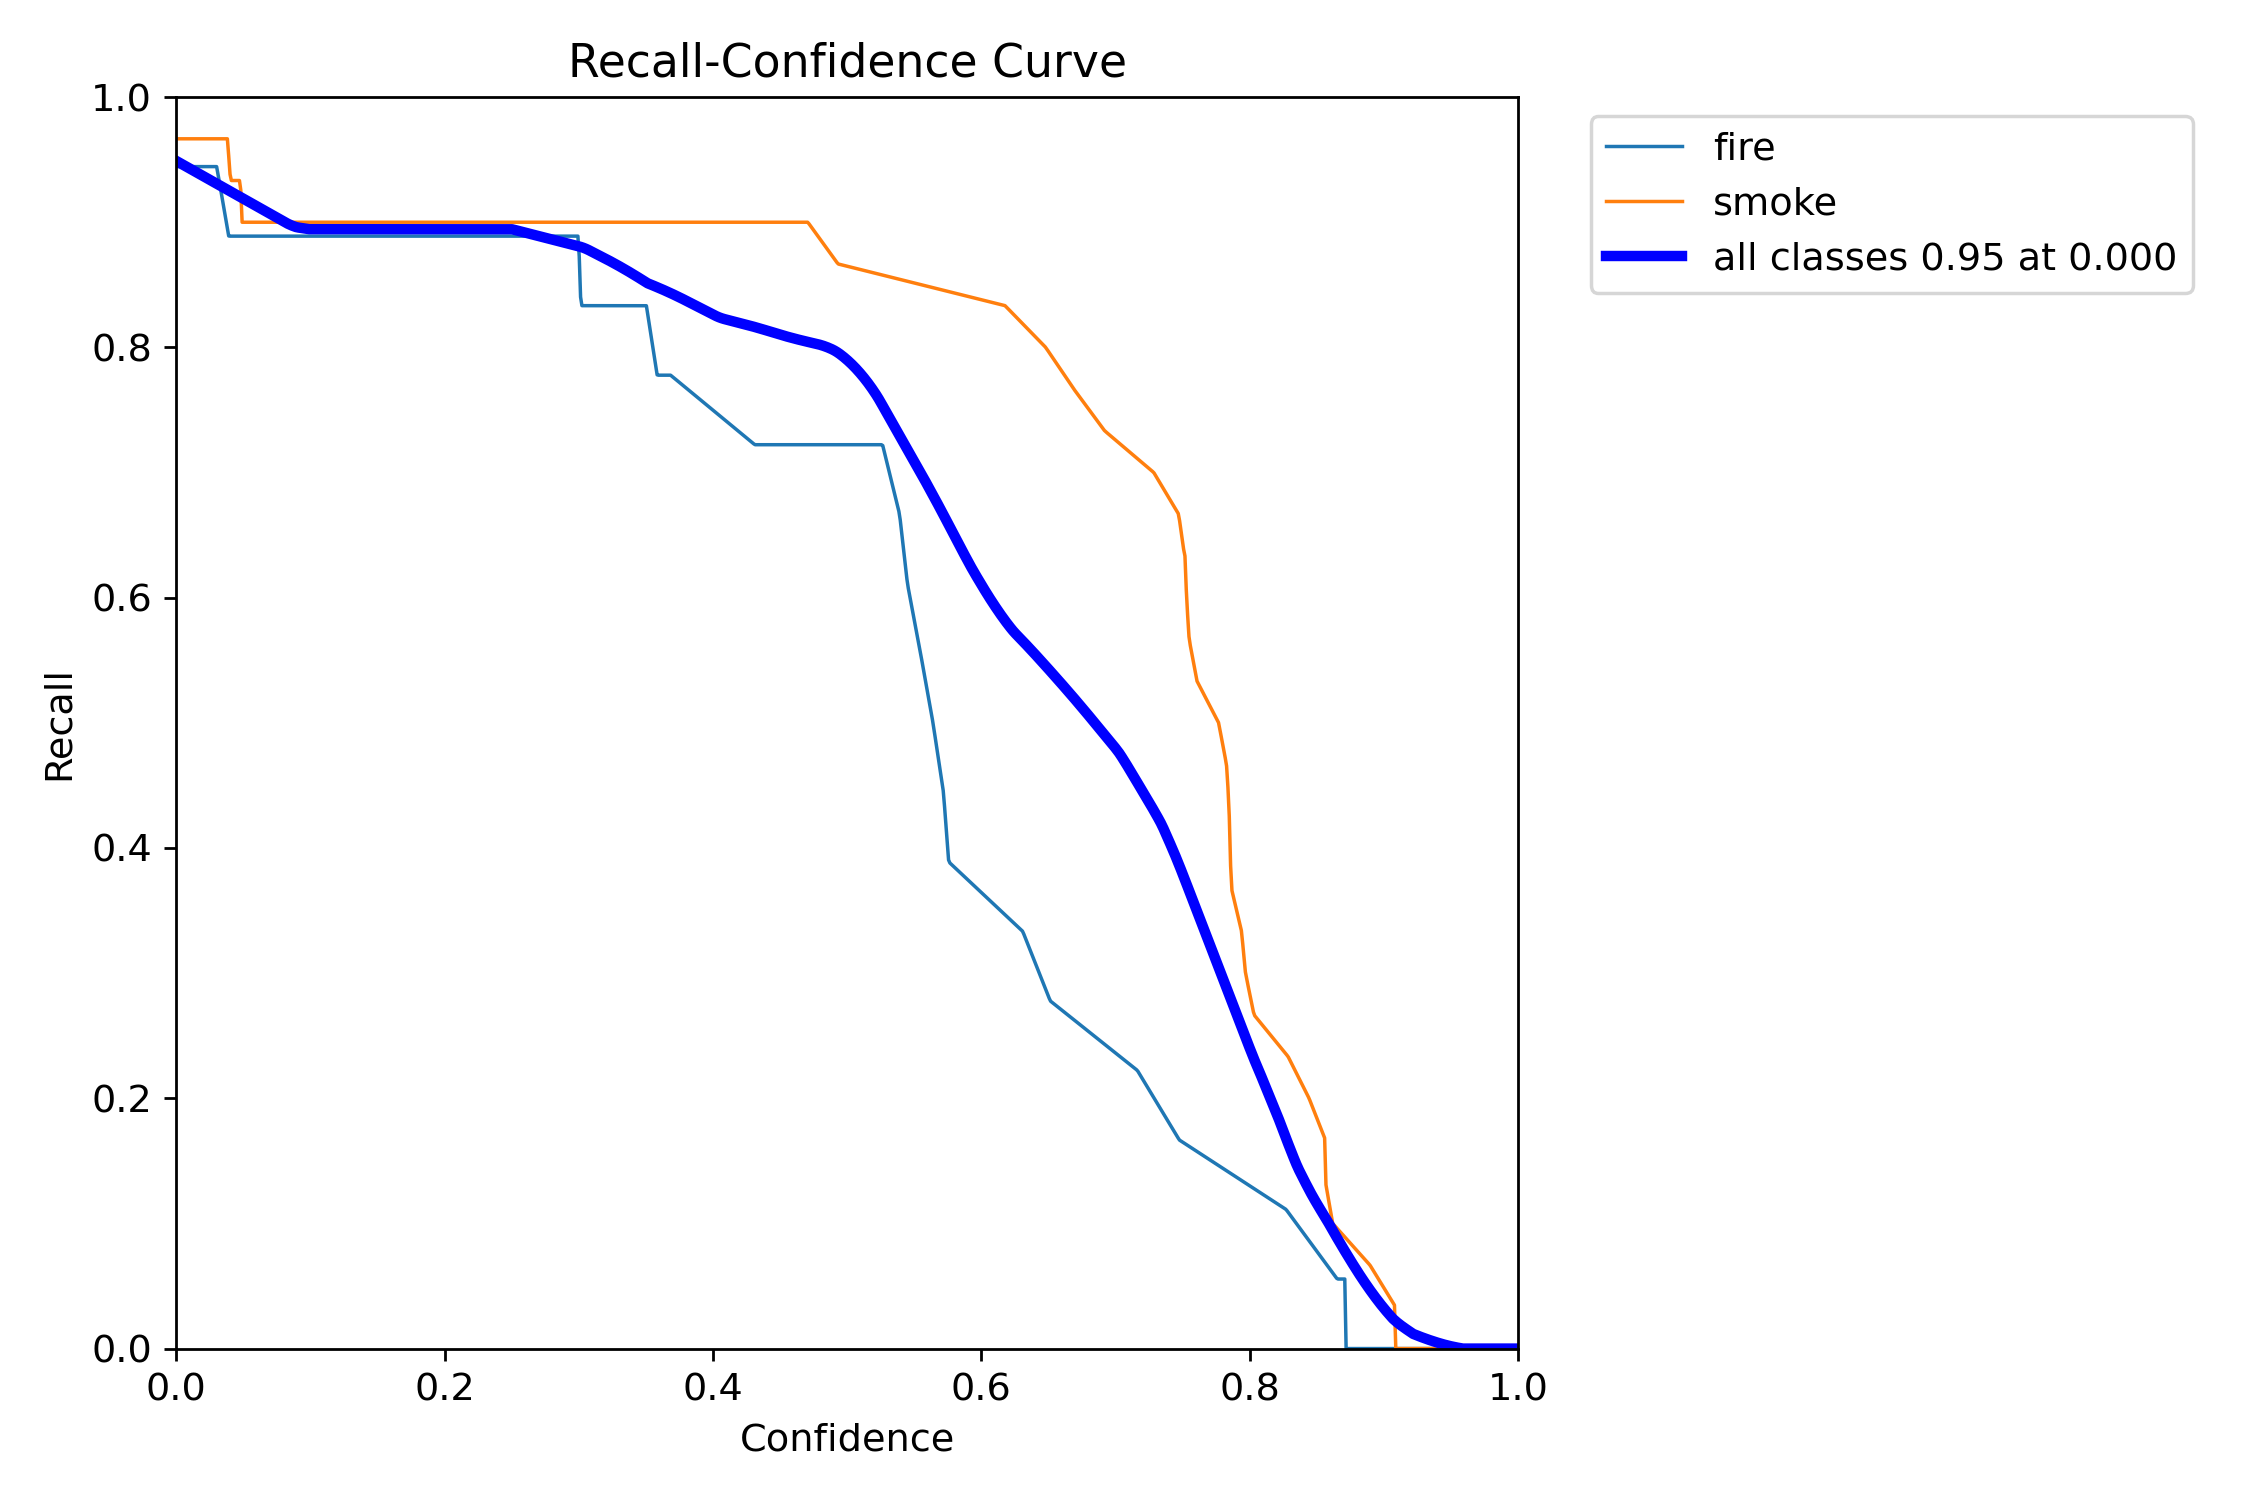 Recall-Confidence Curve
1.0
0.8
0.6
0.4
0.2
0.0
Recall
0.0 0.2 0.4 0.6 0.8 1.0
Confidence
fire
smoke
all classes 0.95 at 0.000